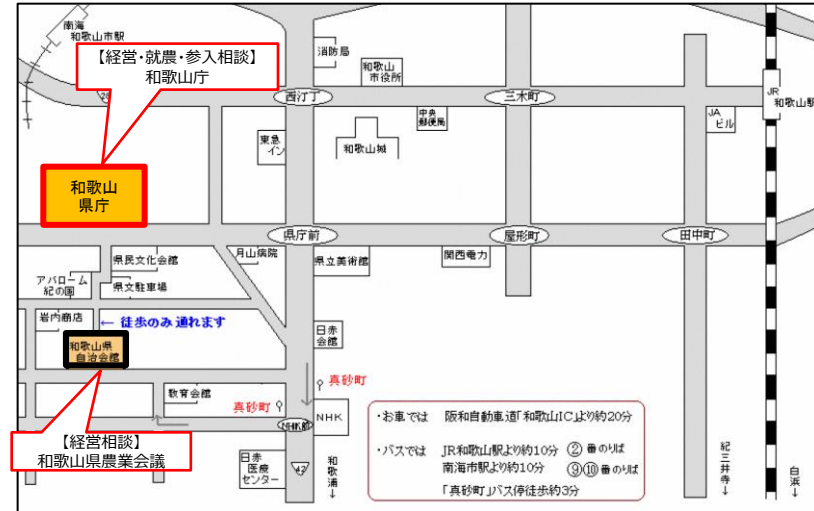 南海
和歌山市駅
【経営・就農・参入相談】
和歌山庁
消防局
和歌山
市役所
西汀丁
三木町
JR
和歌山駅
中央
郵便局
JA
ビル
東急
イン
和歌山城
和歌山
県庁
県庁前
屋形町
田中町
県民文化会館
月山病院
県立美術館
関西電力
アバローム
紀の国
県文駐車場
岩内商店
← 徒歩のみ通れます
日赤
会館
和歌山県
自治会館
真砂町
教育会館
真砂町
NHK前
NHK
【経営相談】
和歌山県農業会議
日赤
医療
センター
42
和歌浦↓
・お車では 阪和自動車道「和歌山IC」より約20分
・バスでは JR和歌山駅より約10分 ②番のりば
南海市駅より約10分 ⑨⑩番のりば
「真砂町」バス停徒歩約3分
紀三井寺↓
白浜↓